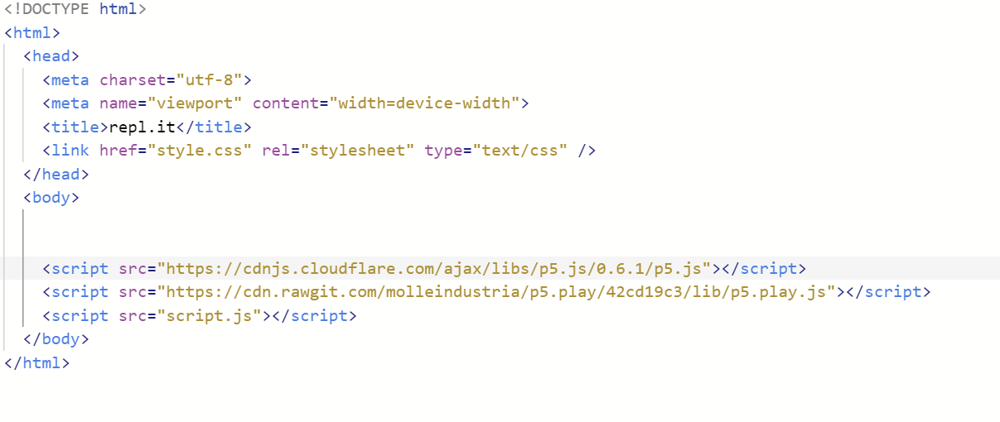 <!DOCTYPE html>
<html>
<head>
<meta charset="utf-8">
<meta name="viewport" content="width=device-width">
<title>repl.it</title>
<link href="style.css" rel="stylesheet" type="text/css" />
</head>
<body>
<script src="https://cdnjs.cloudflare.com/ajax/libs/p5.js/0.6.1/p5.js"></script>
<script src="https://cdn.rawgit.com/molleindustria/p5.play/42cd19c3/lib/p5.play.js"></script>
<script src="script.js"></script>
</body>
</html>